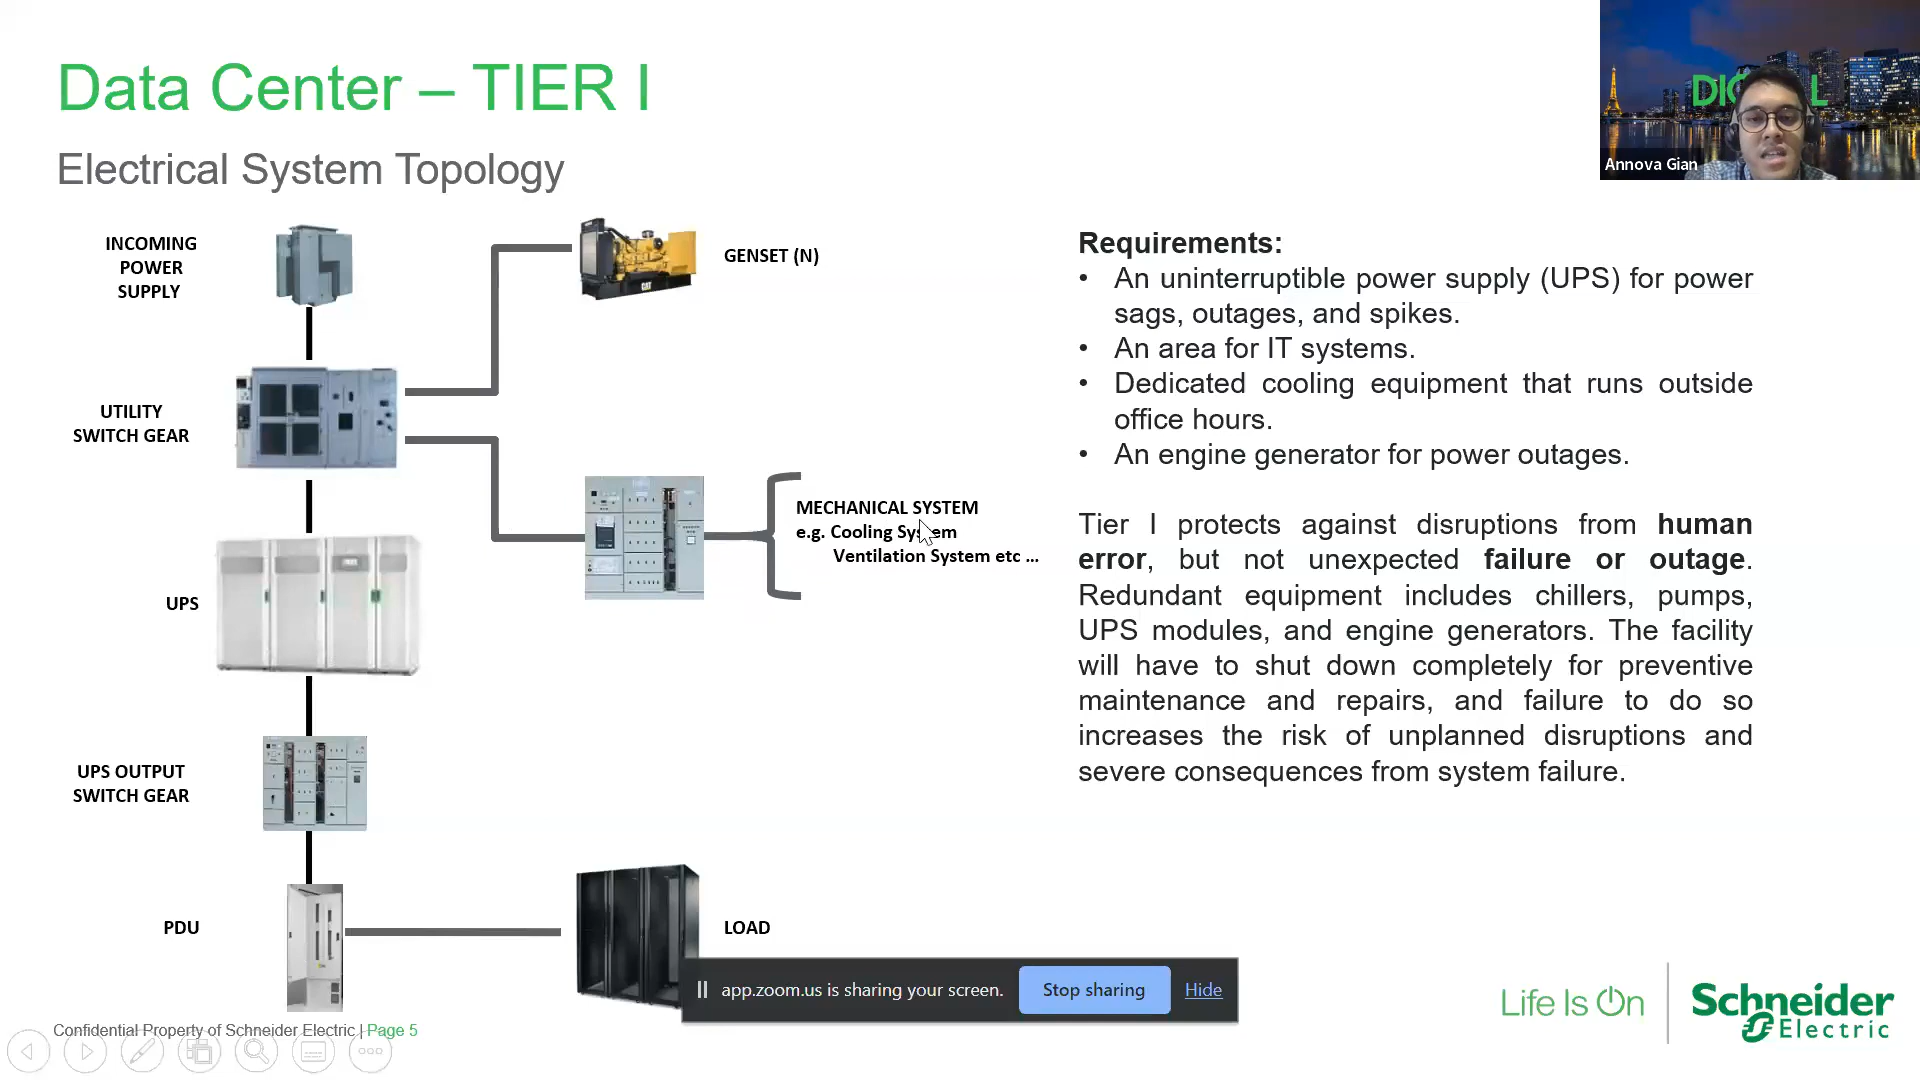 Data Center – TIER I
Electrical System Topology
INCOMING
POWER
SUPPLY
GENSET (N)
UTILITY
SWITCH GEAR
MECHANICAL SYSTEM
e.g. Cooling System
Ventilation System etc ...
UPS
UPS OUTPUT
SWITCH GEAR
PDU
LOAD
CAT
Requirements:
• An uninterruptible power supply (UPS) for power
sags, outages, and spikes.
• An area for IT systems.
• Dedicated cooling equipment that runs outside
office hours.
• An engine generator for power outages.
Tier I protects against disruptions from human
error, but not unexpected failure or outage.
Redundant equipment includes chillers, pumps,
UPS modules, and engine generators. The facility
will have to shut down completely for preventive
maintenance and repairs, and failure to do so
increases the risk of unplanned disruptions and
severe consequences from system failure.
Annova Gian
app.zoom.us is sharing your screen.
Stop sharing
Hide
Confidential Property of Schneider Electric | Page 5
Life Is On
Schneider
Electric